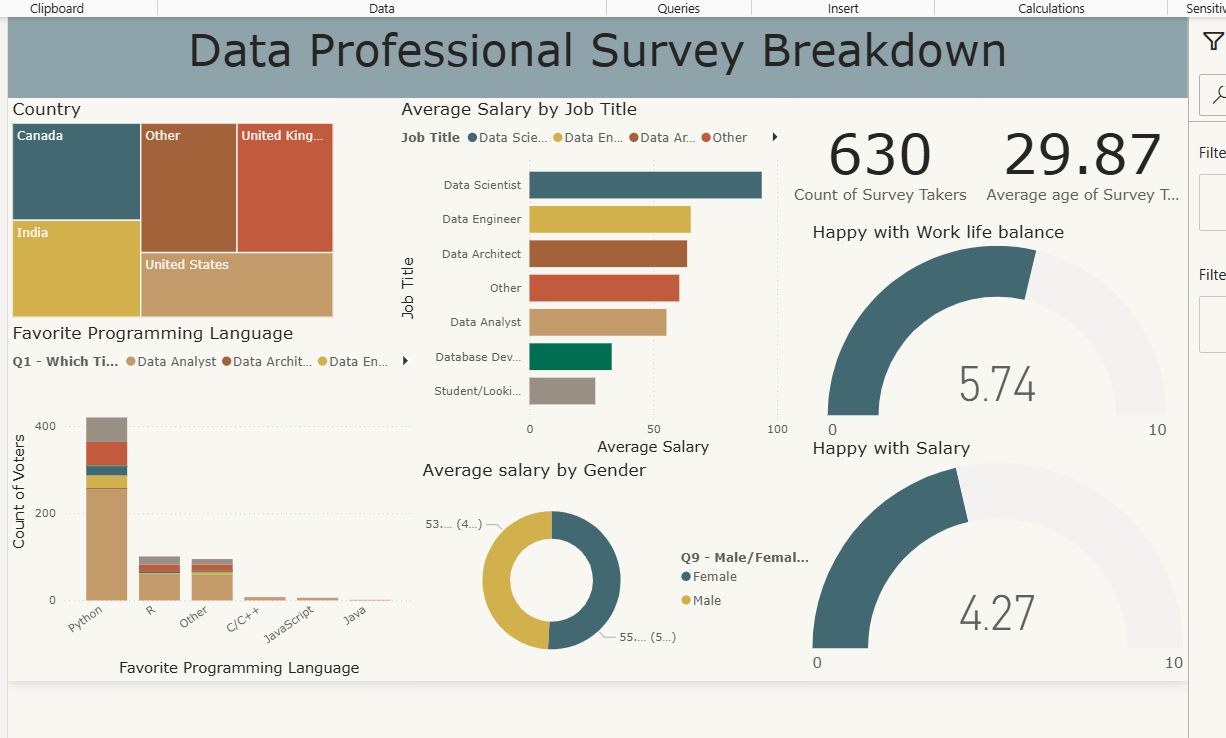 Clipboard
Data
Queries
Insert
Calculations
Sensitiv
Data Professional Survey Breakdown
Country
Canada
Other
United King...
India
United States
Favorite Programming Language
Q1 - Which Ti...
Data Analyst
Data Archit...
Data En...
Count of Voters
400
200
0
Python
R
Other
C/C++
JavaScript
Java
Favorite Programming Language
Average Salary by Job Title
Job Title
Data Scie...
Data En...
Data Ar...
Other
Job Title
Data Scientist
Data Engineer
Data Architect
Other
Data Analyst
Database Dev...
Student/Looki...
0
50
100
Average Salary
Average salary by Gender
53.... (4...)
55.... (5...)
Q9 - Male/Femal...
Female
Male
630
Count of Survey Takers
29.87
Average age of Survey T...
Happy with Work life balance
5.74
0
10
Happy with Salary
4.27
0
10
Filte
Filte